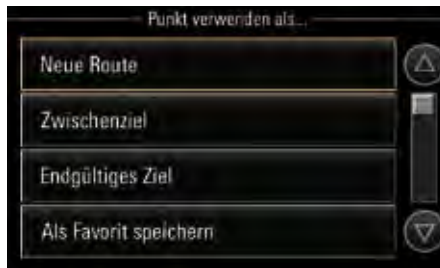 Punkt verwenden als...
Neue Route
Zwischenziel
Endgültiges Ziel
Als Favorit speichern